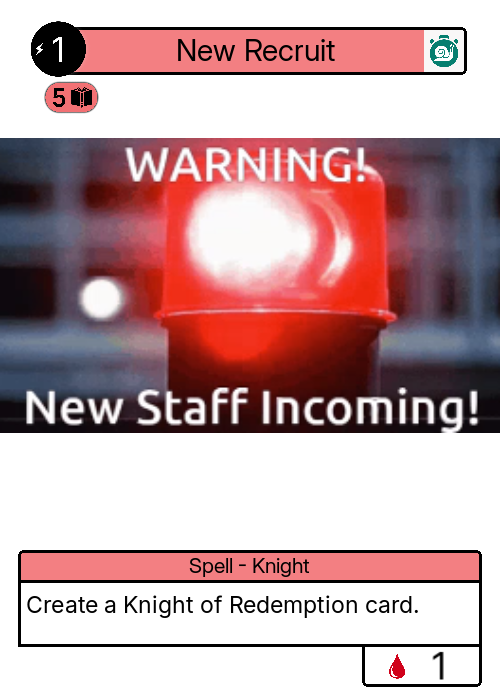 1
New Recruit
5
WARNING!
New Staff Incoming!
Spell - Knight
Create a Knight of Redemption card.
1